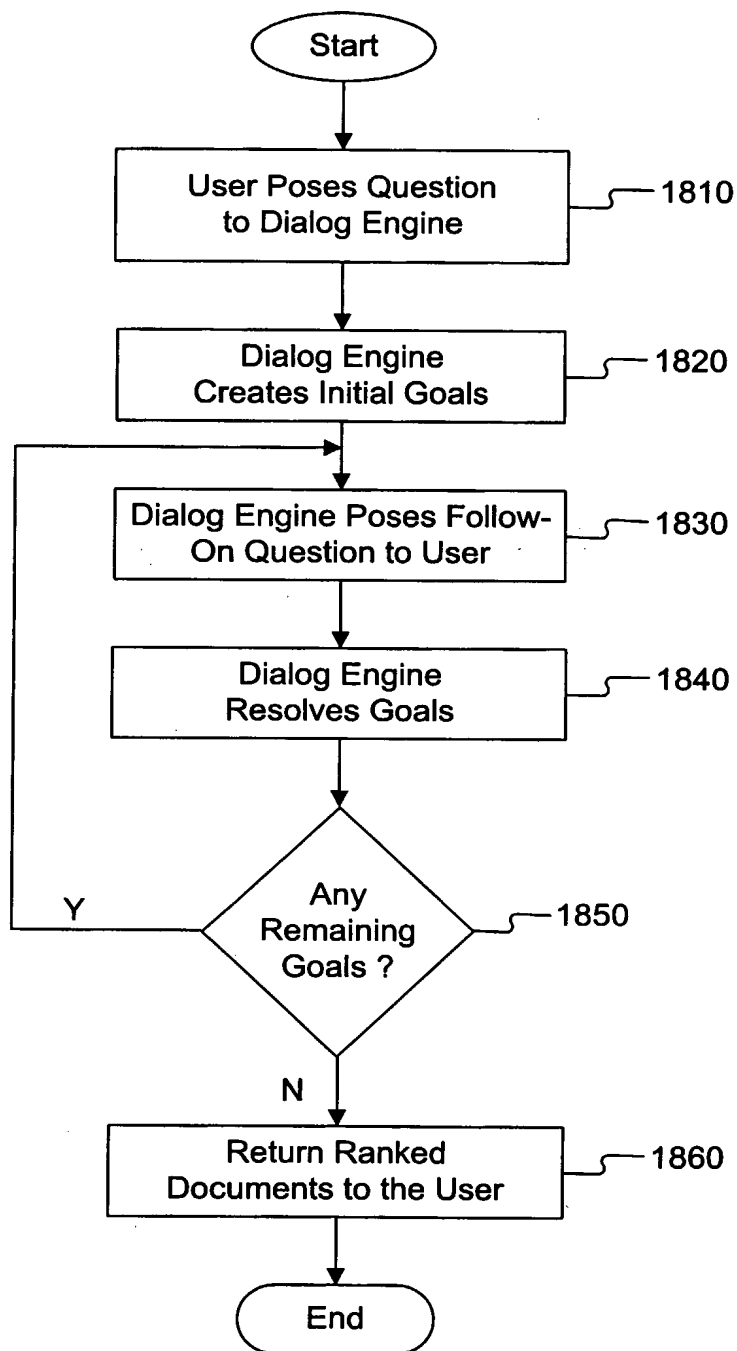 Start
User Poses Question
to Dialog Engine
1810
Dialog Engine
Creates Initial Goals
1820
Dialog Engine Poses Follow-
On Question to User
1830
Dialog Engine
Resolves Goals
1840
Any
Remaining
Goals ?
1850
Y
N
Return Ranked
Documents to the User
1860
End